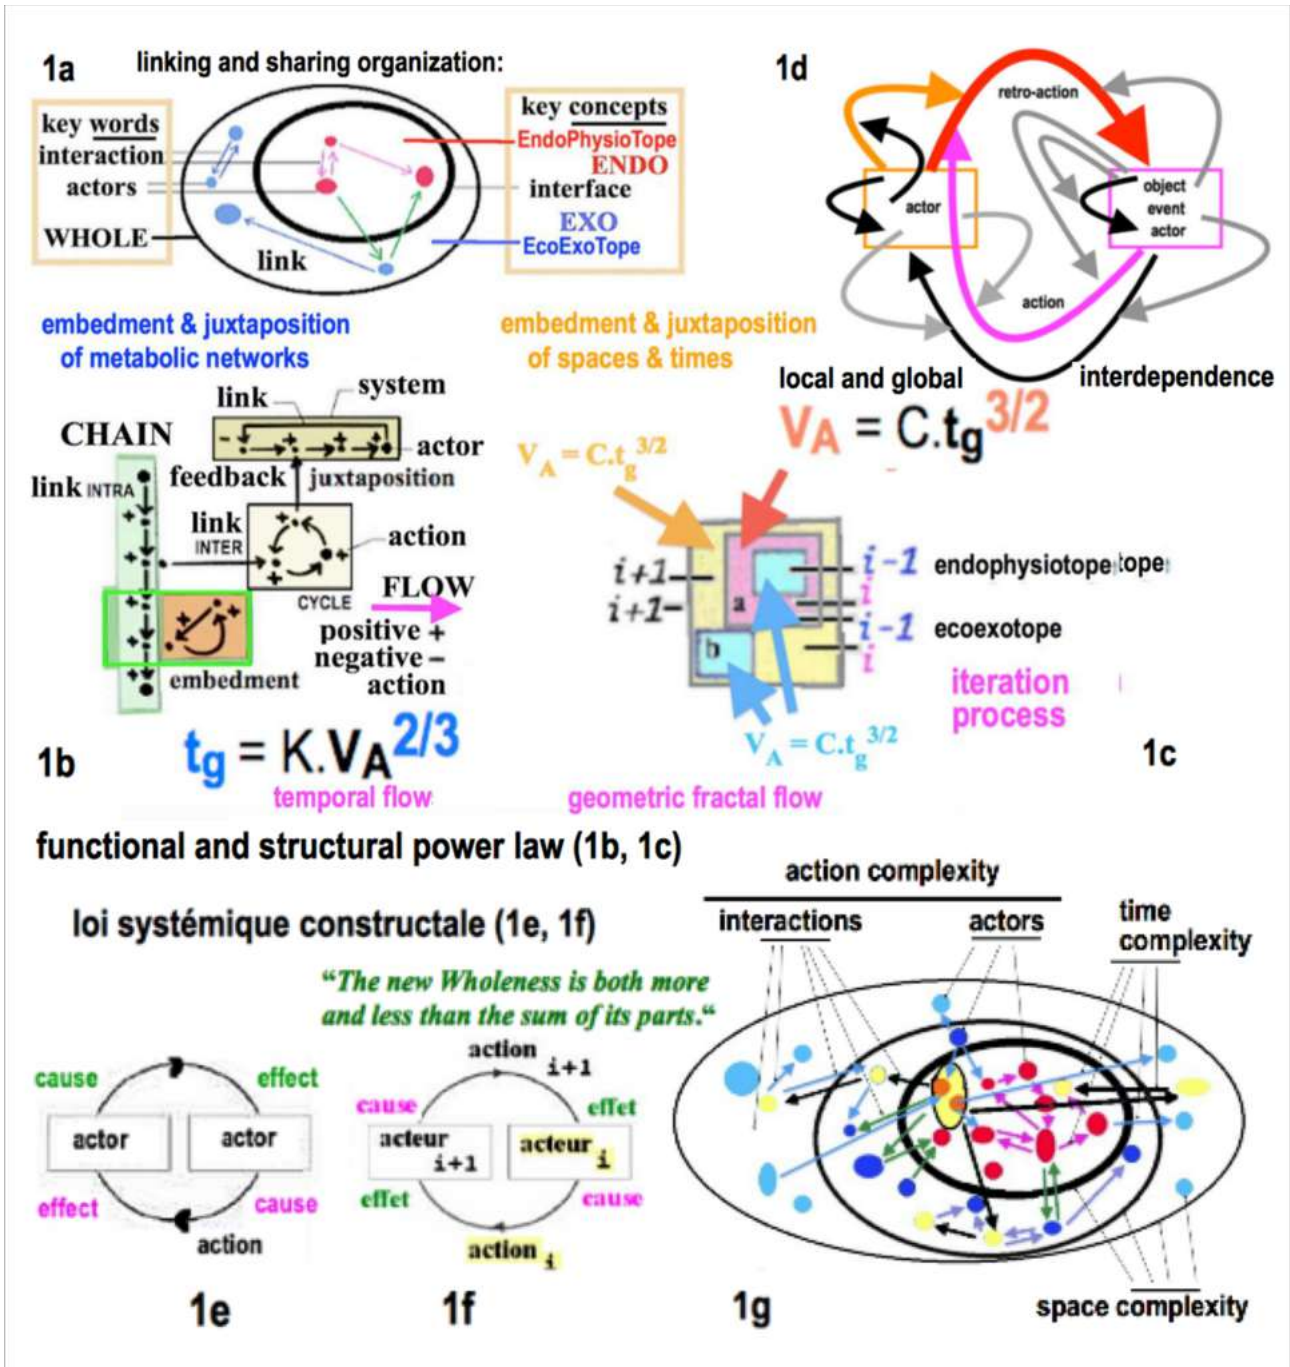 1a
linking and sharing organization:
key words
interaction
actors
WHOLE
link
key concepts
EndoPhysioTope
ENDO
interface
EXO
EcoExoTope
1d
retro-action
actor
object
event
actor
action
local and global
interdependence
embedment & juxtaposition
of metabolic networks
embedment & juxtaposition
of spaces & times
link
system
CHAIN
actor
link INTRA
feedback
juxtaposition
link
INTER
action
CYCLE
FLOW
positive +
negative –
action
embedment
1b
tg = K.VA2/3
temporal flow
VA = C.tg3/2
VA = C.tg3/2
i+1
i+1
a
b
i-1 endophysiotope tope
i
i-1 ecoexotope
i
iteration
process
VA = C.tg3/2
1c
geometric fractal flow
functional and structural power law (1b, 1c)
loi systémique constructale (1e, 1f)
“The new Wholeness is both more
and less than the sum of its parts.“
cause
effect
actor
actor
effect
cause
action
1e
action
i+1
cause
effet
acteur
i+1
acteur i
effet
cause
action i
1f
action complexity
interactions
actors
time
complexity
space complexity
1g